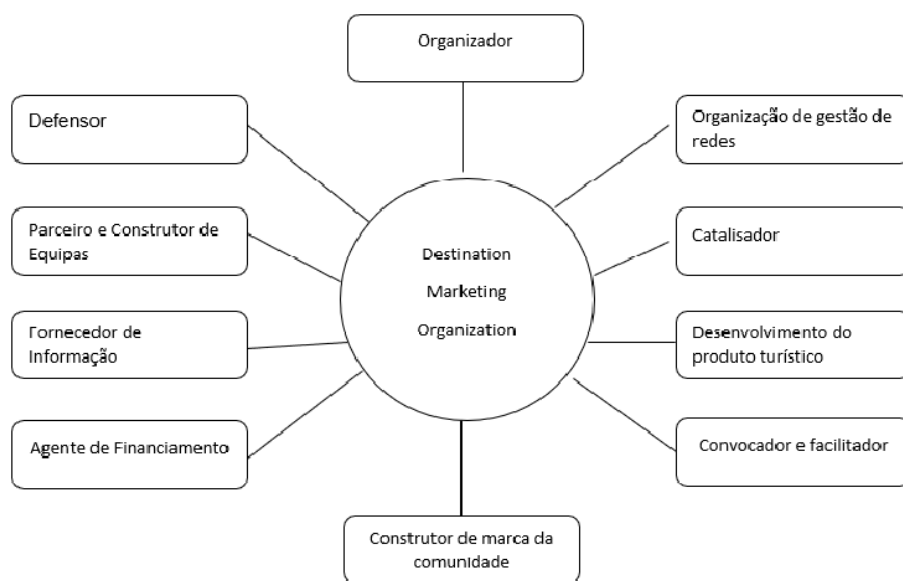 Organizador
Defensor
Organização de gestão de
redes
Parceiro e Construtor de
Equipas
Destination
Marketing
Organization
Catalisador
Fornecedor de
Informação
Desenvolvimento do
produto turístico
Agente de Financiamento
Convocador e facilitador
Construtor de marca da
comunidade